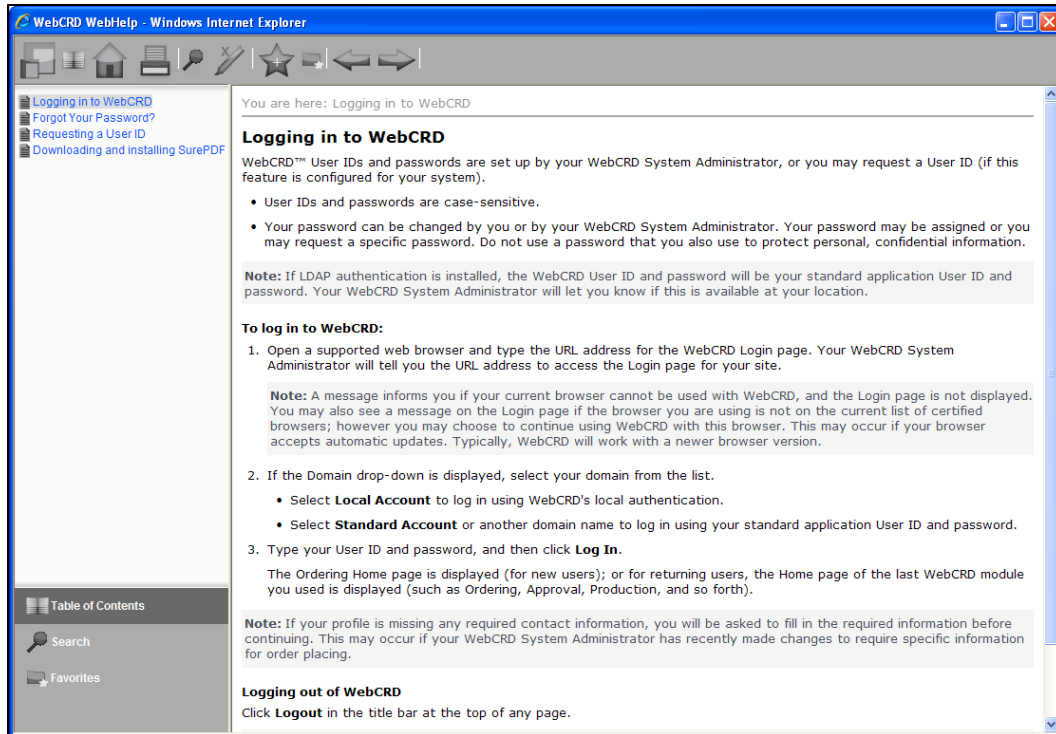 WebCRD WebHelp - Windows Internet Explorer
Logging in to WebCRD
Forgot Your Password?
Requesting a User ID
Downloading and installing SurePDF
Table of Contents
Search
Favorites
You are here: Logging in to WebCRD
Logging in to WebCRD
WebCRD™ User IDs and passwords are set up by your WebCRD System Administrator, or you may request a User ID (if this
feature is configured for your system).
• User IDs and passwords are case-sensitive.
• Your password can be changed by you or by your WebCRD System Administrator. Your password may be assigned or you
may request a specific password. Do not use a password that you also use to protect personal, confidential information.
Note: If LDAP authentication is installed, the WebCRD User ID and password will be your standard application User ID and
password. Your WebCRD System Administrator will let you know if this is available at your location.
To log in to WebCRD:
1. Open a supported web browser and type the URL address for the WebCRD Login page. Your WebCRD System
Administrator will tell you the URL address to access the Login page for your site.
Note: A message informs you if your current browser cannot be used with WebCRD, and the Login page is not displayed.
You may also see a message on the Login page if the browser you are using is not on the current list of certified
browsers; however you may choose to continue using WebCRD with this browser. This may occur if your browser
accepts automatic updates. Typically, WebCRD will work with a newer browser version.
2. If the Domain drop-down is displayed, select your domain from the list.
• Select Local Account to log in using WebCRD's local authentication.
• Select Standard Account or another domain name to log in using your standard application User ID and password.
3. Type your User ID and password, and then click Log In.
The Ordering Home page is displayed (for new users); or for returning users, the Home page of the last WebCRD module
you used is displayed (such as Ordering, Approval, Production, and so forth).
Note: If your profile is missing any required contact information, you will be asked to fill in the required information before
continuing. This may occur if your WebCRD System Administrator has recently made changes to require specific information
for order placing.
Logging out of WebCRD
Click Logout in the title bar at the top of any page.